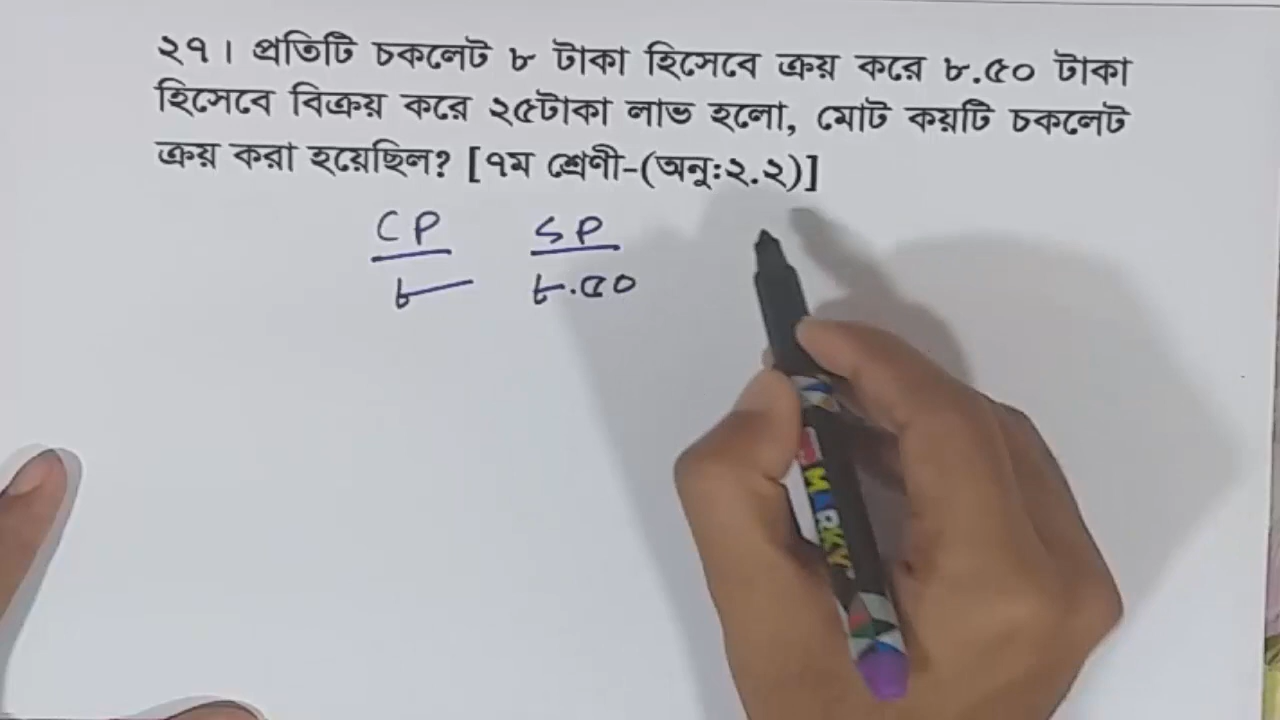 ২৭। প্রতিটি চকলেট ৮ টাকা হিসেবে ক্রয় করে ৮.৫০ টাকা
হিসেবে বিক্রয় করে ২৫টাকা লাভ হলো, মোট কয়টি চকলেট
ক্রয় করা হয়েছিল? [৭ম শ্রেণী-(অনুঃ২.২)]
CP SP
৮ ৮.৫০
MARKY